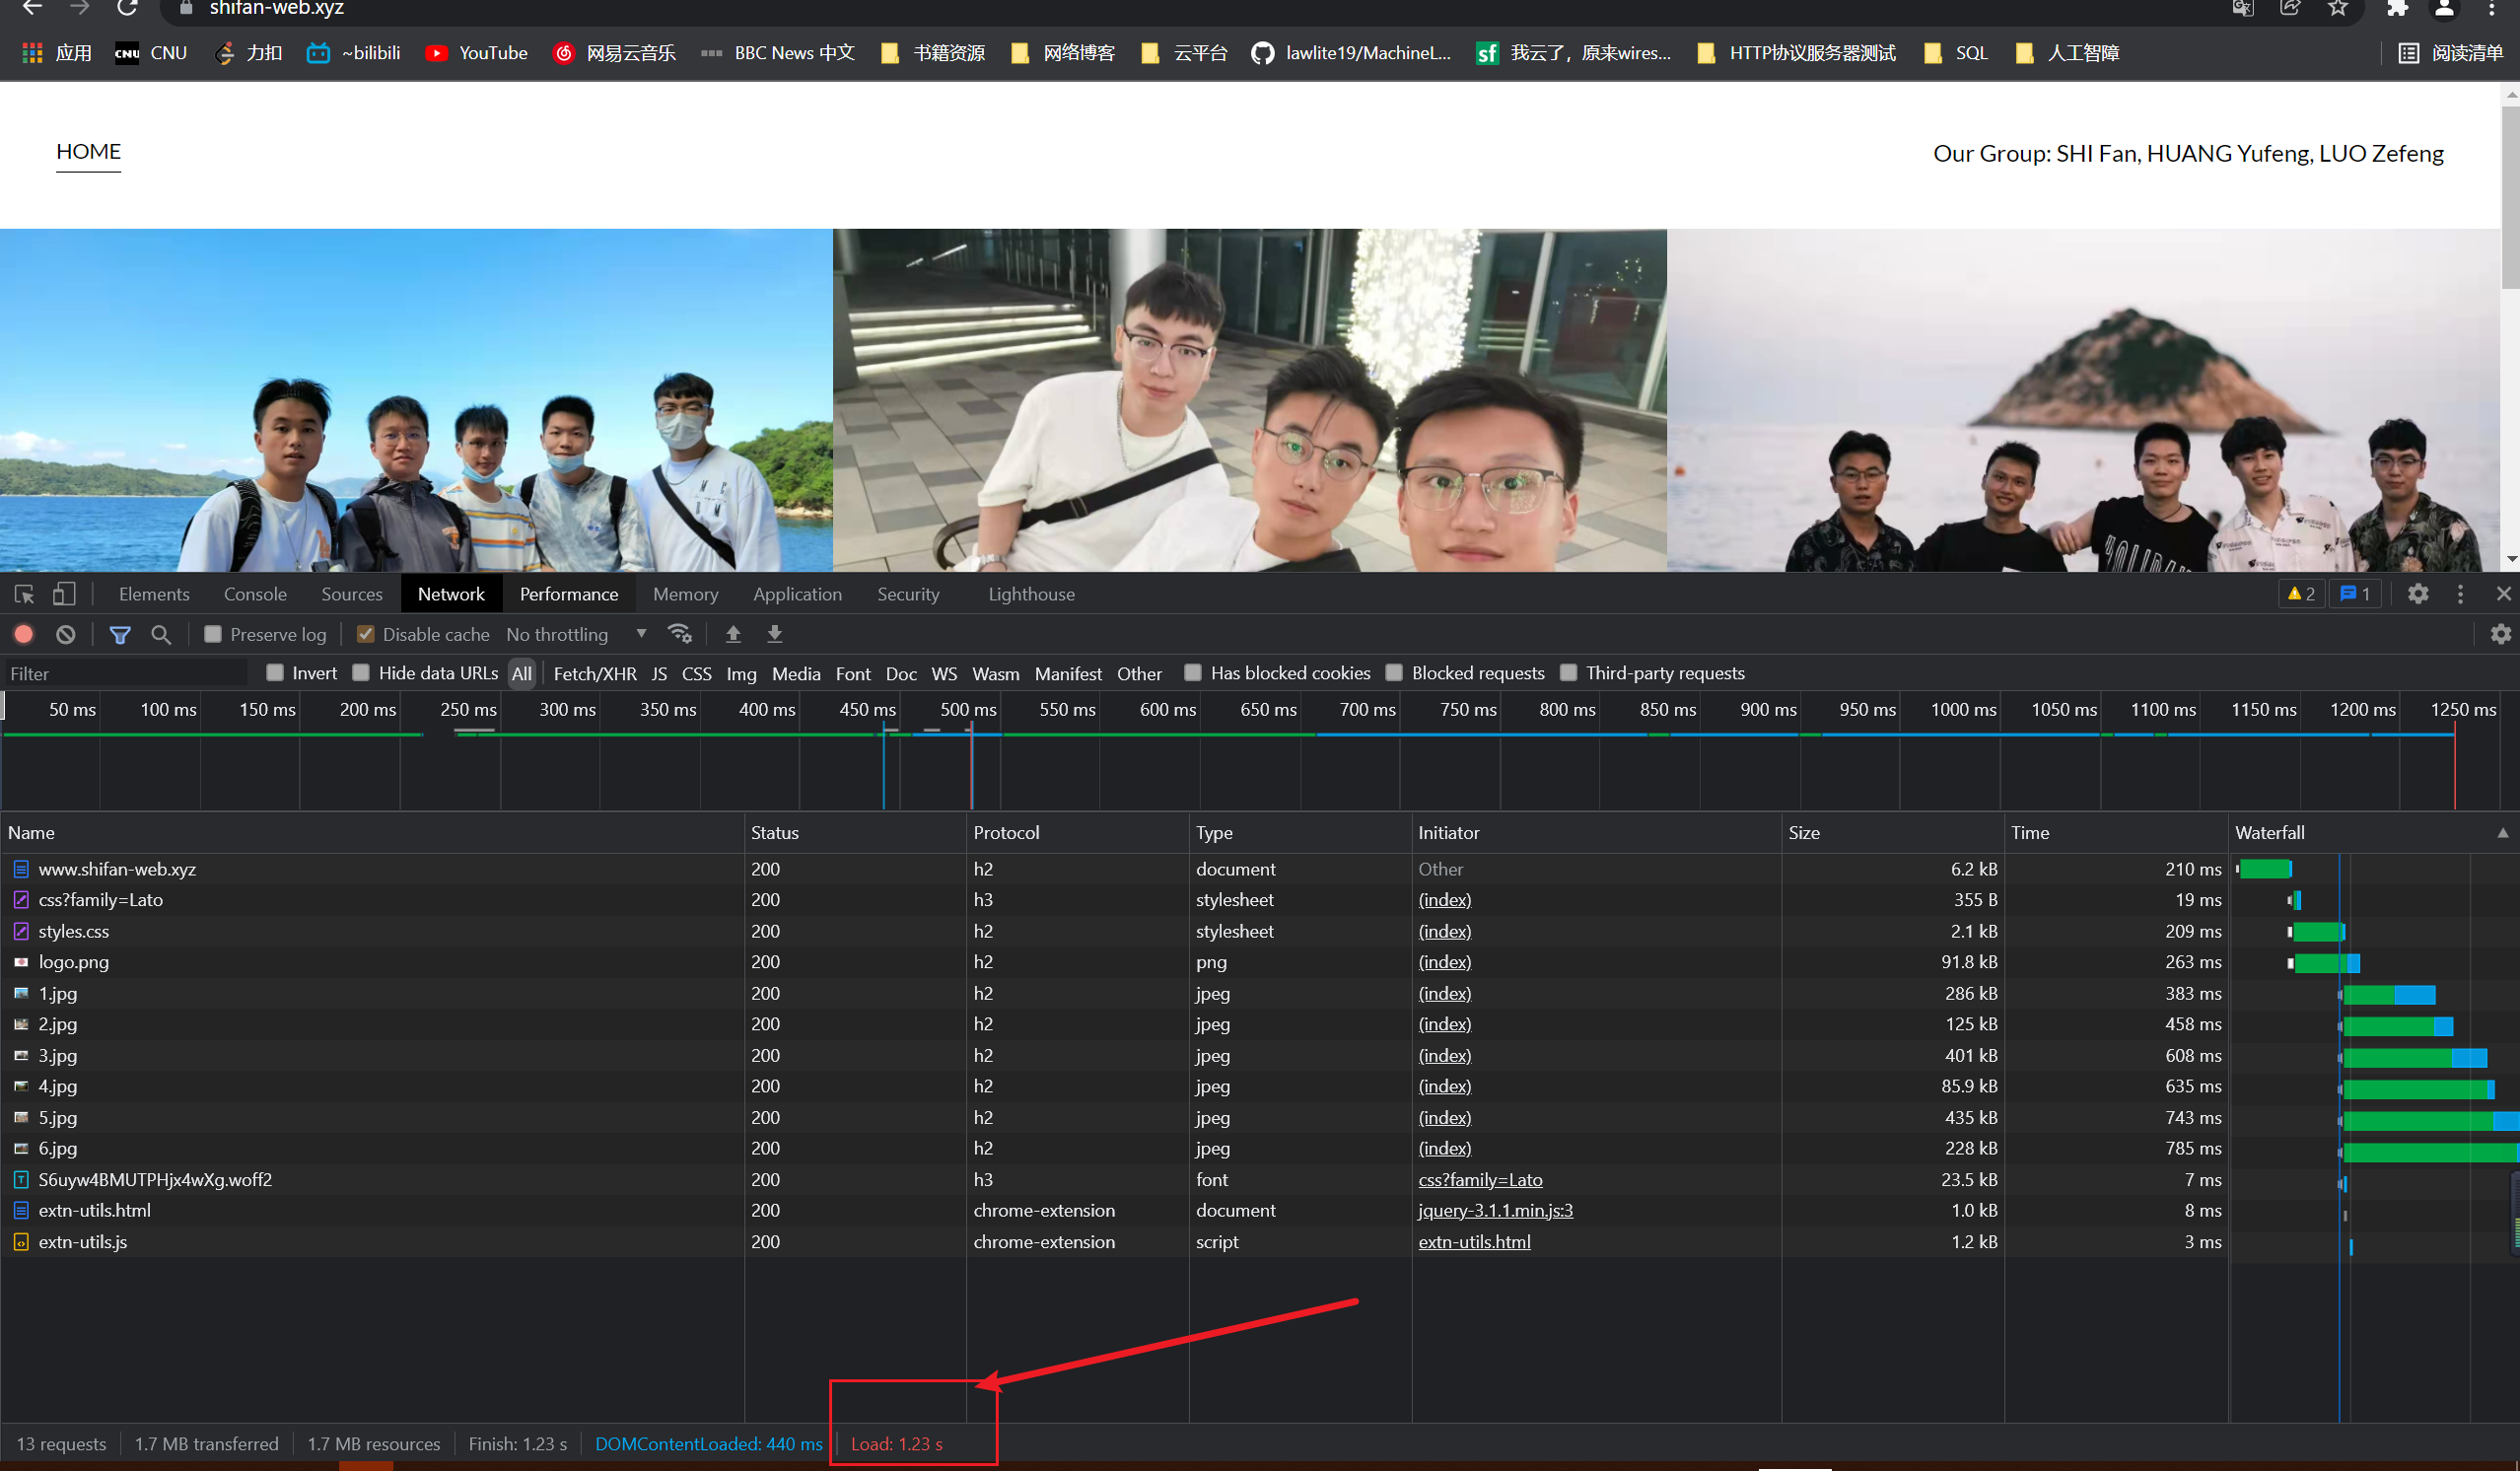 shifan-web.xyz
应用 CNU CNU 力扣 ~bilibili YouTube 网易云音乐 BBC News 中文 书籍资源 网络博客 云平台 lawlite19/MachineL... sf 我云了，原来wires... HTTP协议服务器测试 SQL 人工智障 阅读清单
HOME Our Group: SHI Fan, HUANG Yufeng, LUO Zefeng
Elements Console Sources Network Performance Memory Application Security Lighthouse 2 1
Preserve log Disable cache No throttling
Filter Invert Hide data URLs All Fetch/XHR JS CSS Img Media Font Doc WS Wasm Manifest Other Has blocked cookies Blocked requests Third-party requests
50 ms 100 ms 150 ms 200 ms 250 ms 300 ms 350 ms 400 ms 450 ms 500 ms 550 ms 600 ms 650 ms 700 ms 750 ms 800 ms 850 ms 900 ms 950 ms 1000 ms 1050 ms 1100 ms 1150 ms 1200 ms 1250 ms
Name Status Protocol Type Initiator Size Time Waterfall
www.shifan-web.xyz 200 h2 document Other 6.2 kB 210 ms
css?family=Lato 200 h3 stylesheet (index) 355 B 19 ms
styles.css 200 h2 stylesheet (index) 2.1 kB 209 ms
logo.png 200 h2 png (index) 91.8 kB 263 ms
1.jpg 200 h2 jpeg (index) 286 kB 383 ms
2.jpg 200 h2 jpeg (index) 125 kB 458 ms
3.jpg 200 h2 jpeg (index) 401 kB 608 ms
4.jpg 200 h2 jpeg (index) 85.9 kB 635 ms
5.jpg 200 h2 jpeg (index) 435 kB 743 ms
6.jpg 200 h2 jpeg (index) 228 kB 785 ms
S6uyw4BMUTPHjx4wXg.woff2 200 h3 font css?family=Lato 23.5 kB 7 ms
extn-utils.html 200 chrome-extension document jquery-3.1.1.min.js:3 1.0 kB 8 ms
extn-utils.js 200 chrome-extension script extn-utils.html 1.2 kB 3 ms
13 requests 1.7 MB transferred 1.7 MB resources Finish: 1.23 s DOMContentLoaded: 440 ms Load: 1.23 s